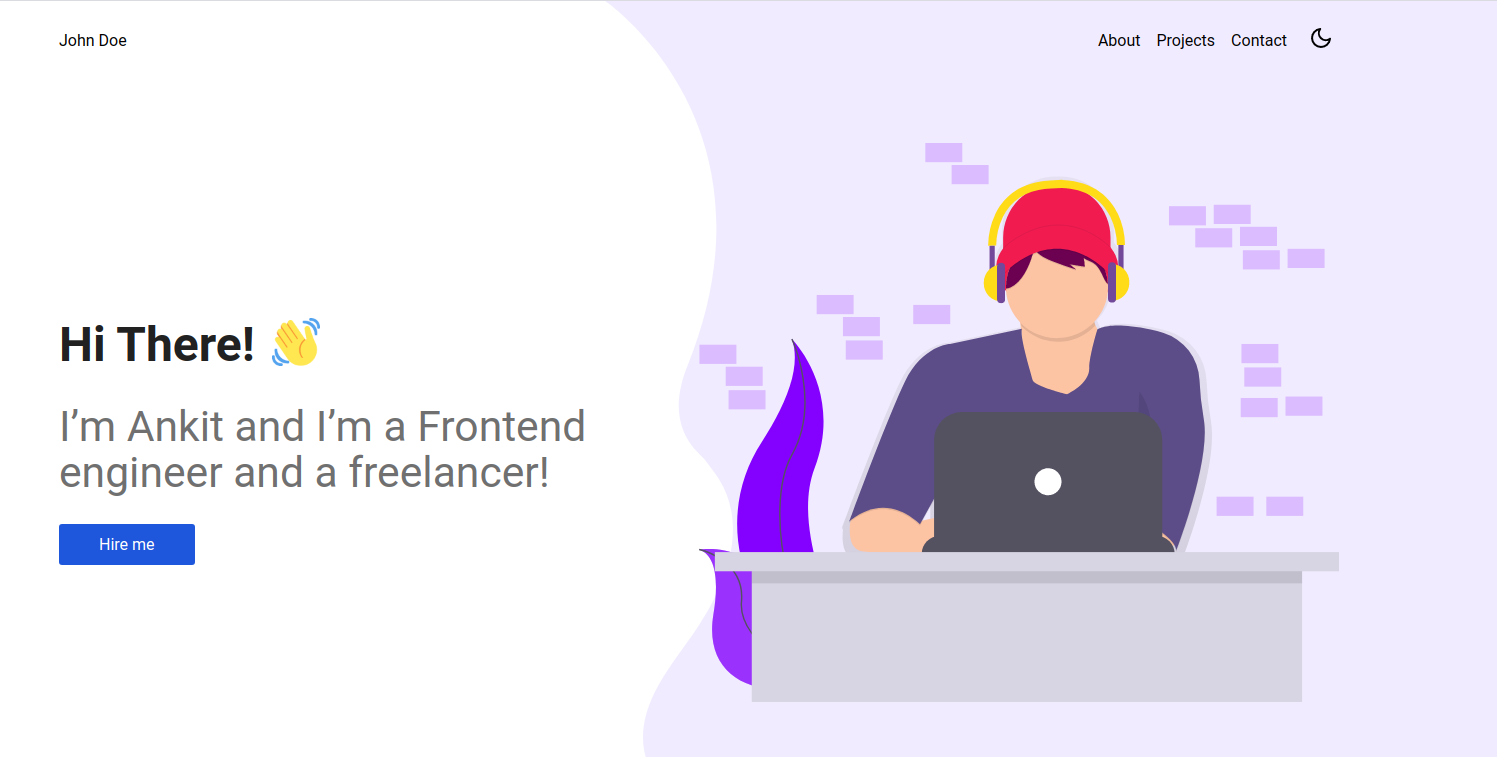 John Doe
About Projects Contact
Hi There! 👋
I’m Ankit and I’m a Frontend
engineer and a freelancer!
Hire me